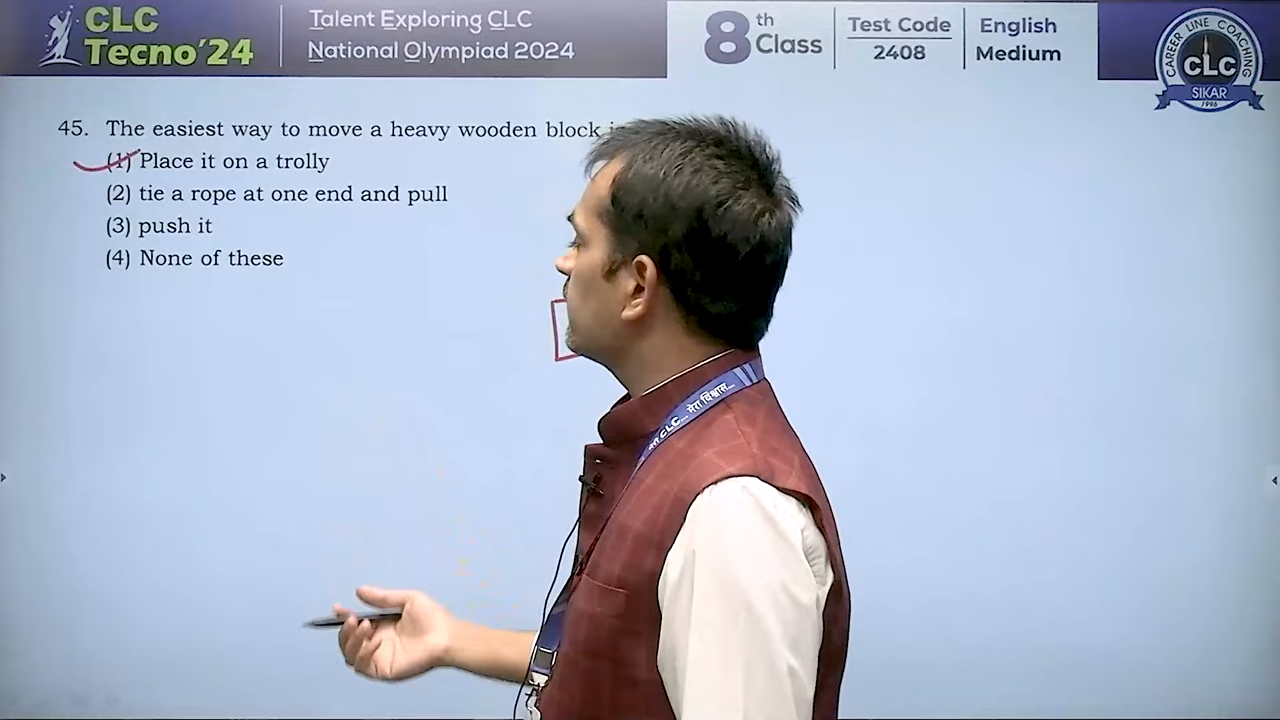 CLC
Tecno'24
Talent Exploring CLC
National Olympiad 2024
8th Class
Test Code
2408
English
Medium
CAREER LINE COACHING
CLC
SIKAR
1996
45. The easiest way to move a heavy wooden block
(1) Place it on a trolly
(2) tie a rope at one end and pull
(3) push it
(4) None of these
CLC... मेरा विश्वास...